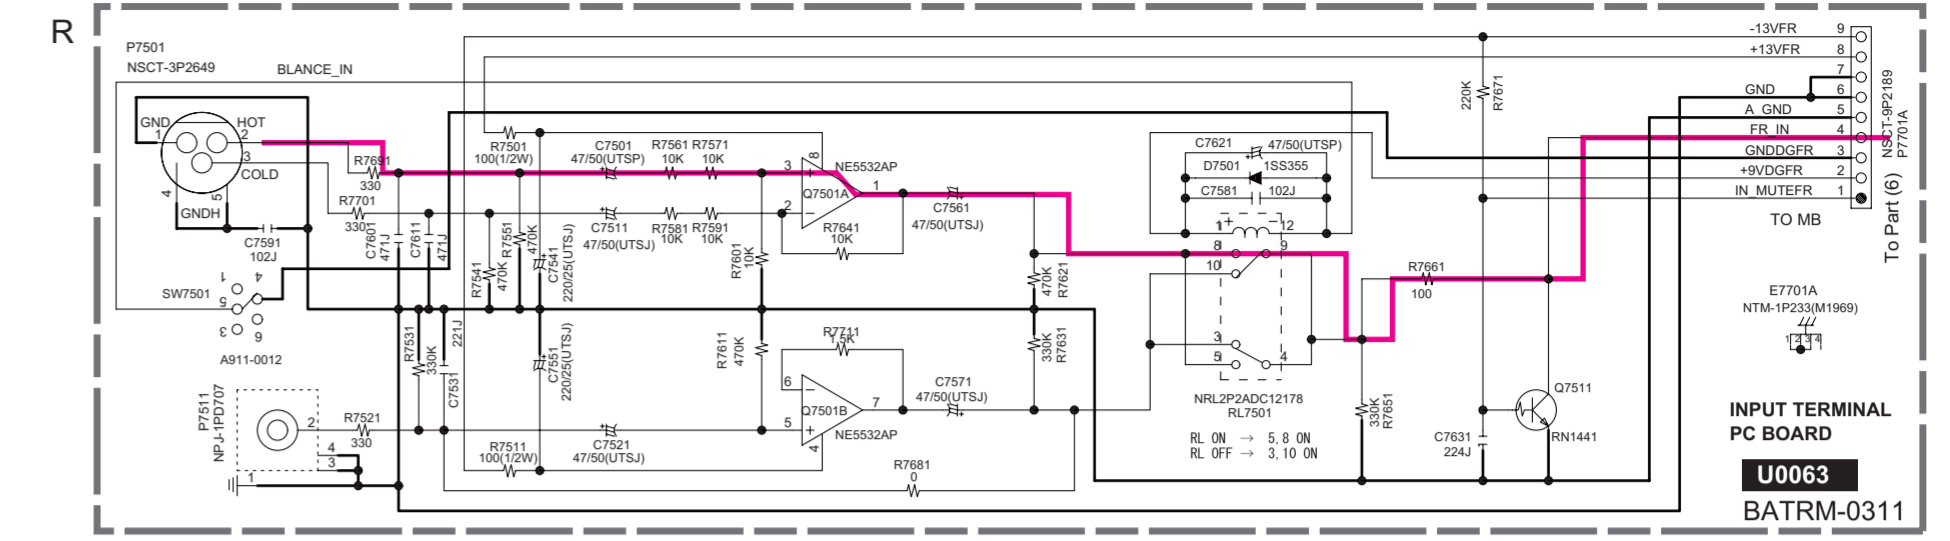 R
P7501
NSCT-3P2649
BLANCE_IN
GND
HOT
1
2
3
COLD
4
5
GNDH
C7591
102J
R7691
330
R7701
330
C7601
471J
C7611
471J
R7541
470K
R7551
470K
R7501
100(1/2W)
C7541
220/25(UTSJ)
C7501
47/50(UTSP)
R7561
10K
R7571
10K
C7511
47/50(UTSJ)
R7581
10K
R7591
10K
R7601
10K
3
8
NE5532AP
Q7501A
1
2
R7641
10K
C7561
47/50(UTSJ)
R7621
470K
C7621
47/50(UTSP)
D7501
1SS355
C7581
102J
1
12
8
9
10
3
5
4
NRL2P2ADC12178
RL7501
RL ON → 5,8 ON
RL OFF → 3,10 ON
R7631
330K
R7661
100
R7651
330K
220K
R7671
C7631
224J
Q7511
RN1441
SW7501
1
4
5
3
6
A911-0012
R7531
330K
221J
C7531
C7551
220/25(UTSJ)
R7611
470K
R7711
1.5K
6
Q7501B
7
5
NE5532AP
4
C7571
47/50(UTSJ)
P7511
NPJ-1PD707
2
4
3
1
R7521
330
R7511
100(1/2W)
C7521
47/50(UTSJ)
R7681
0
-13VFR 9
+13VFR 8
7
GND 6
A_GND 5
FR_IN 4
GNDDGFR 3
+9VDGFR 2
IN_MUTEFR 1
TO MB
NSCT-9P2189
P7701A
To Part (6)
E7701A
NTM-1P233(M1969)
1 2 3 4
INPUT TERMINAL
PC BOARD
U0063
BATRM-0311